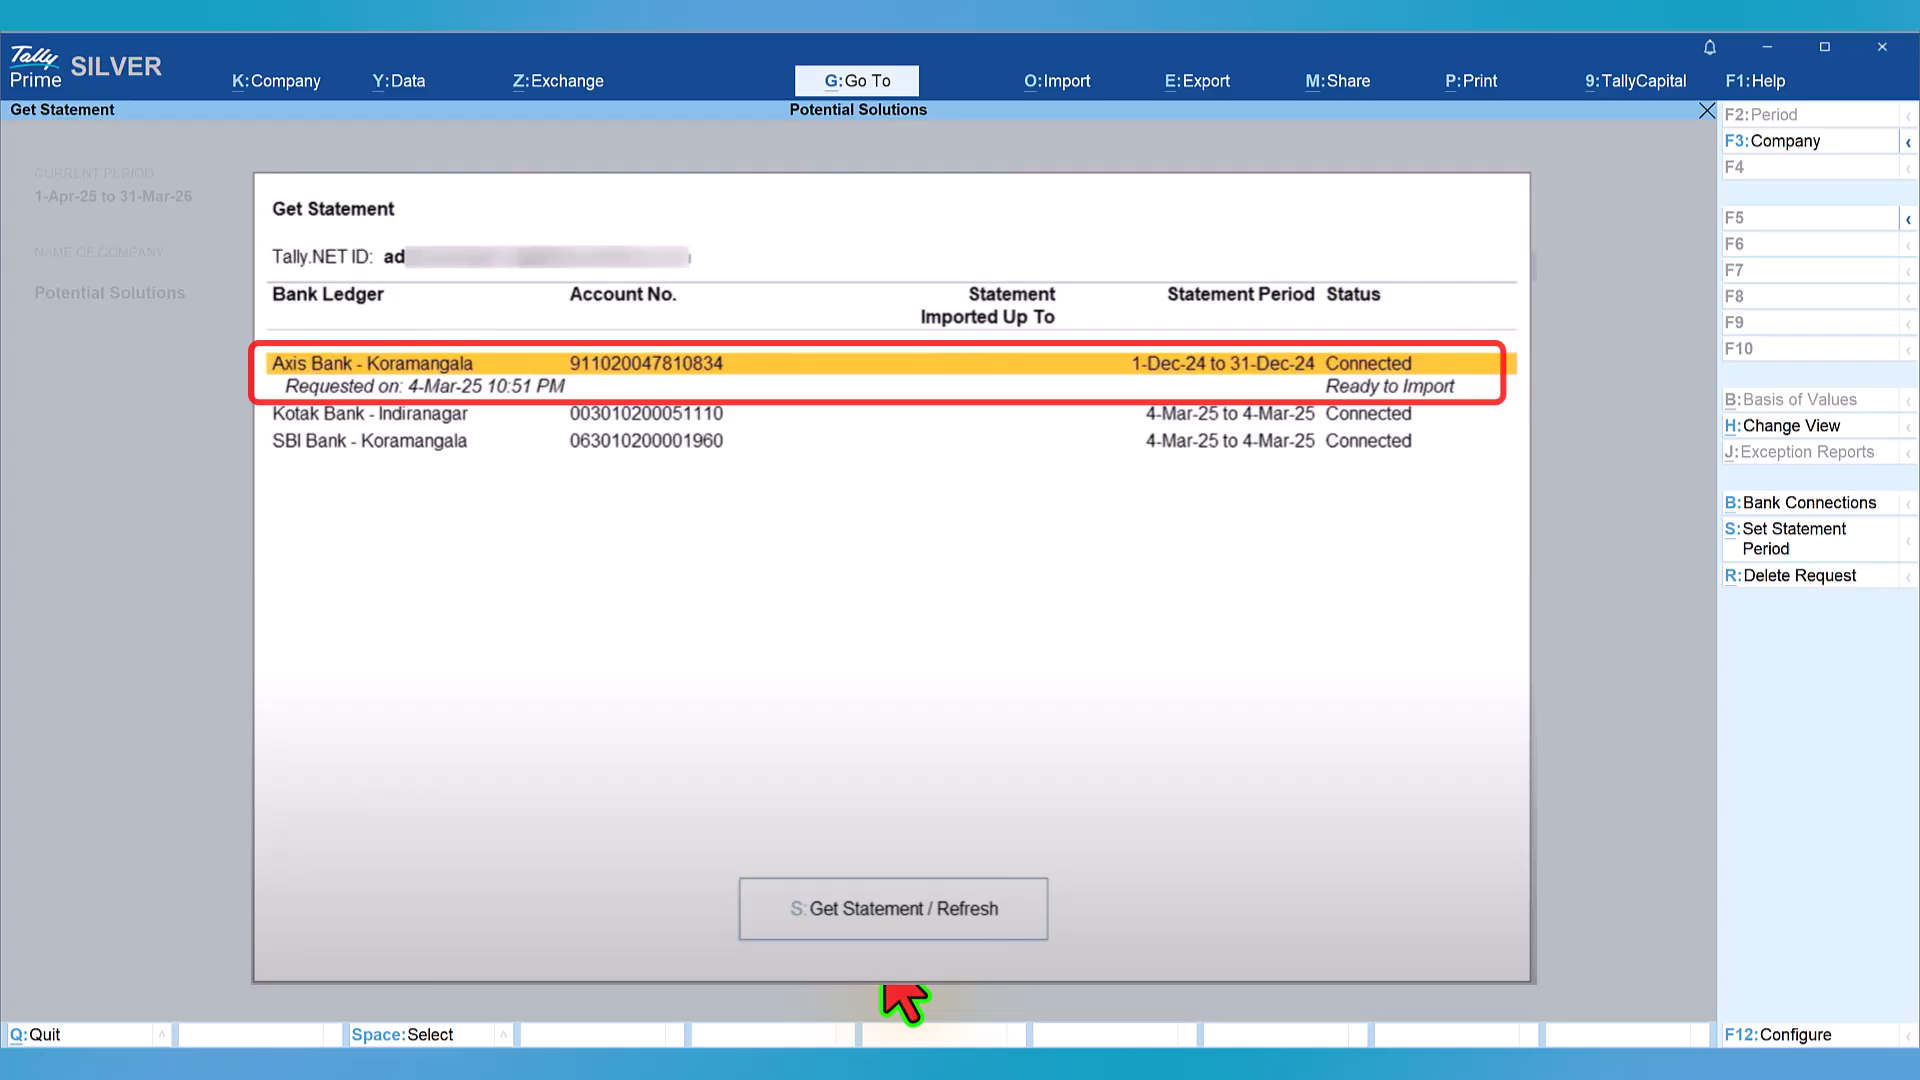 Tally
Prime SILVER
K:Company Y:Data Z:Exchange G:Go To O:Import E:Export M:Share P:Print 9:TallyCapital F1:Help
Get Statement Potential Solutions
CURRENT PERIOD
1-Apr-25 to 31-Mar-26
NAME OF COMPANY
Potential Solutions
Get Statement
Tally.NET ID: ad
Bank Ledger Account No. Statement Imported Up To Statement Period Status
Axis Bank - Koramangala 911020047810834 1-Dec-24 to 31-Dec-24 Connected
Requested on: 4-Mar-25 10:51 PM Ready to Import
Kotak Bank - Indiranagar 003010200051110 4-Mar-25 to 4-Mar-25 Connected
SBI Bank - Koramangala 063010200001960 4-Mar-25 to 4-Mar-25 Connected
S: Get Statement / Refresh
F2:Period
F3:Company
F4
F5
F6
F7
F8
F9
F10
B:Basis of Values
H:Change View
J:Exception Reports
B:Bank Connections
S:Set Statement
Period
R:Delete Request
Q:Quit Space:Select F12:Configure